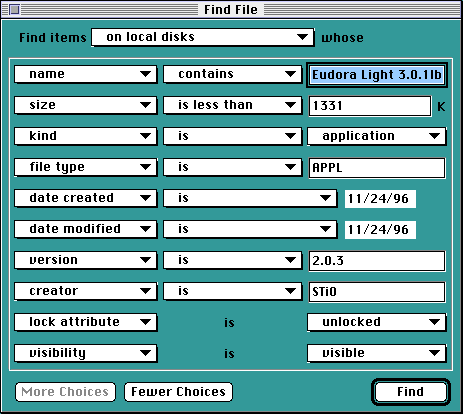 Find File
Find items on local disks whose
name contains Eudora Light 3.0.1lb
size is less than 1331 K
kind is application
file type is APPL
date created is 11/24/96
date modified is 11/24/96
version is 2.0.3
creator is STi0
lock attribute is unlocked
visibility is visible
More Choices Fewer Choices Find